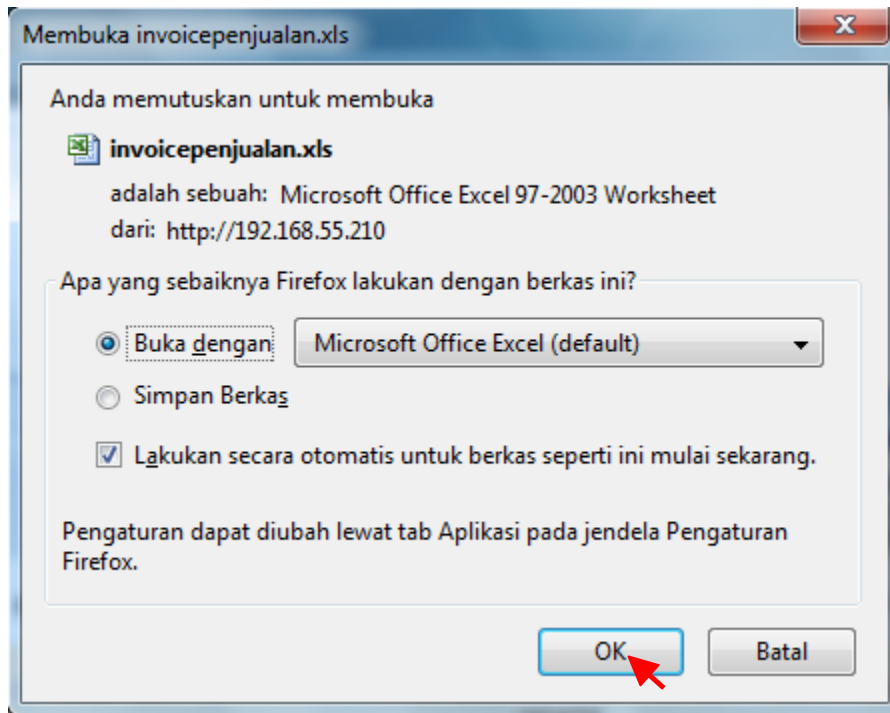 Membuka invoicepenjualan.xls
Anda memutuskan untuk membuka
invoicepenjualan.xls
adalah sebuah: Microsoft Office Excel 97-2003 Worksheet
dari: http://192.168.55.210
Apa yang sebaiknya Firefox lakukan dengan berkas ini?
Buka dengan Microsoft Office Excel (default)
Simpan Berkas
Lakukan secara otomatis untuk berkas seperti ini mulai sekarang.
Pengaturan dapat diubah lewat tab Aplikasi pada jendela Pengaturan
Firefox.
OK Batal